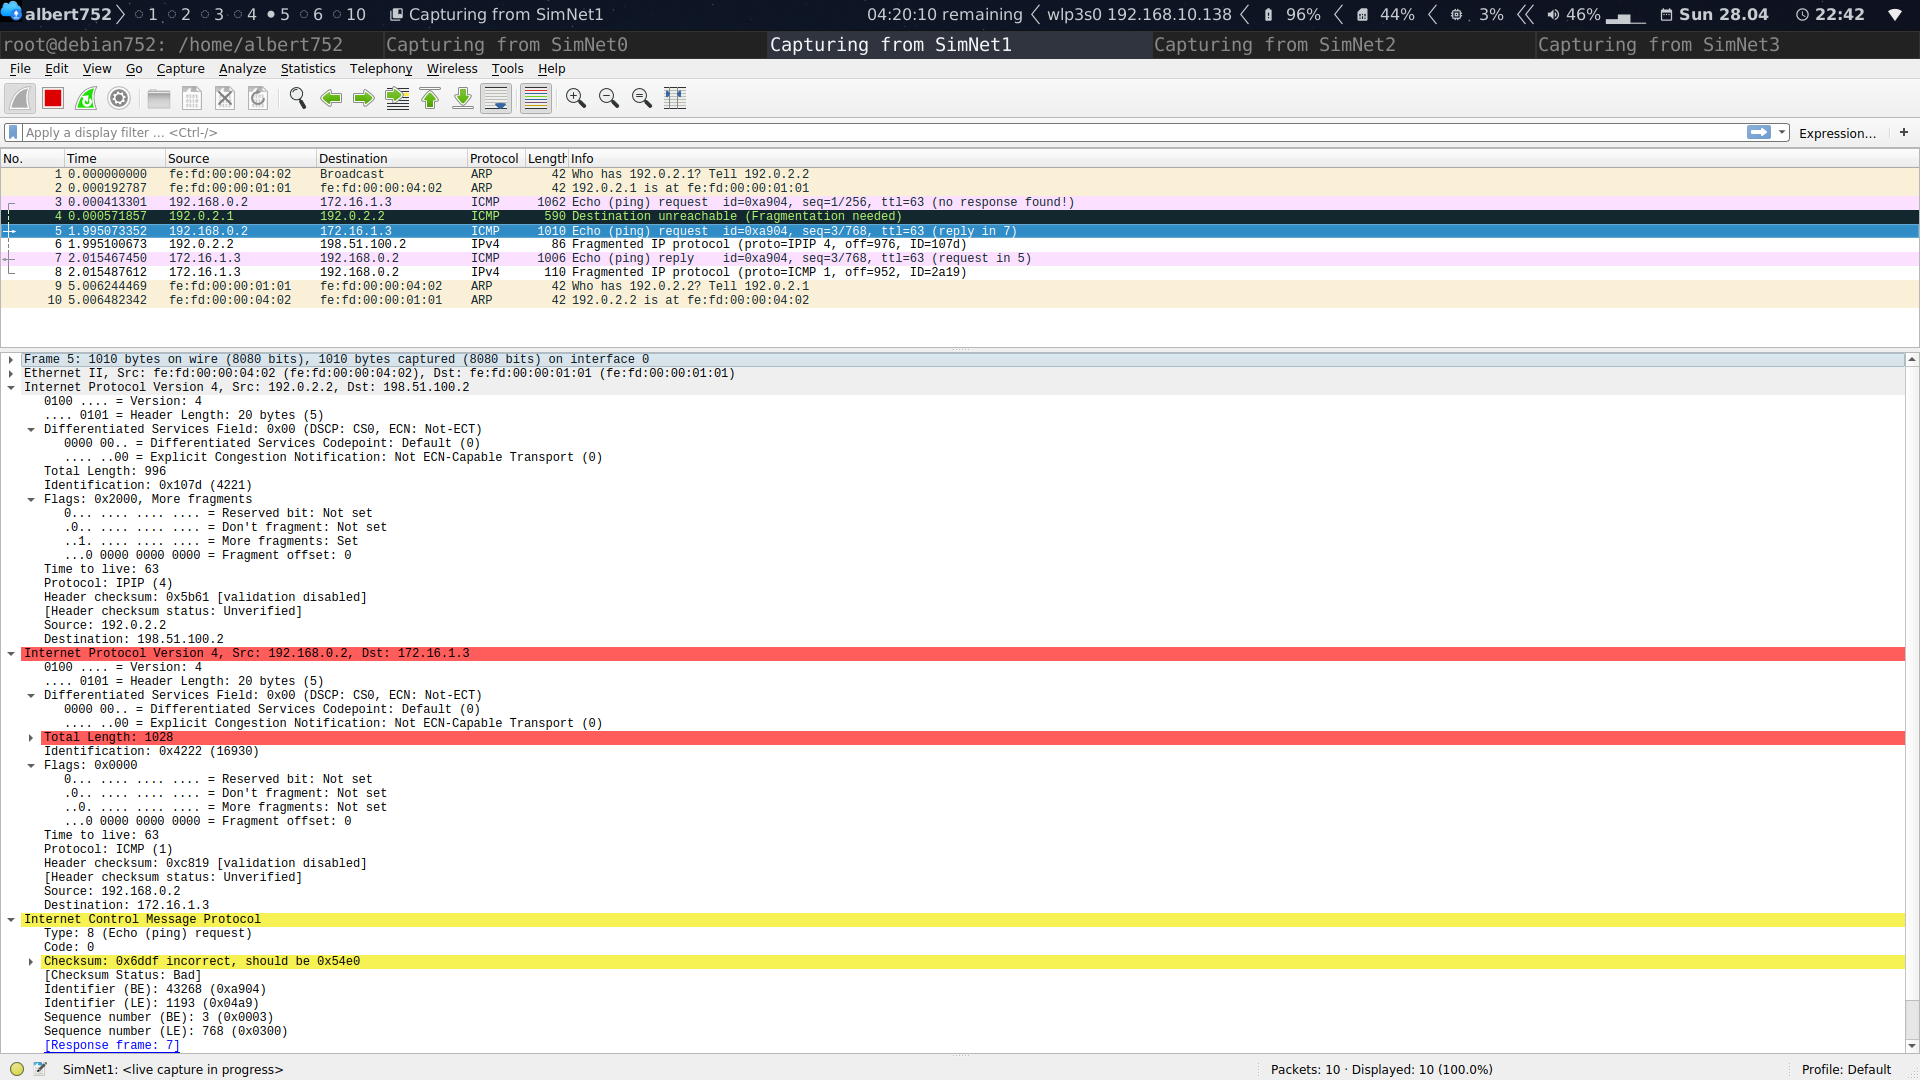 albert752 1 2 3 4 5 6 10 Capturing from SimNet1 04:20:10 remaining wlp3s0 192.168.10.138 96% 44% 3% 46% Sun 28.04 22:42
root@debian752: /home/albert752 Capturing from SimNet0 Capturing from SimNet1 Capturing from SimNet2 Capturing from SimNet3
File Edit View Go Capture Analyze Statistics Telephony Wireless Tools Help
Apply a display filter ... <Ctrl-/> Expression... +
No. Time Source Destination Protocol Length Info
1 0.000000000 fe:fd:00:00:04:02 Broadcast ARP 42 Who has 192.0.2.1? Tell 192.0.2.2
2 0.000192787 fe:fd:00:00:01:01 fe:fd:00:00:04:02 ARP 42 192.0.2.1 is at fe:fd:00:00:01:01
3 0.000413301 192.168.0.2 172.16.1.3 ICMP 1062 Echo (ping) request id=0xa904, seq=1/256, ttl=63 (no response found!)
4 0.000571857 192.0.2.1 192.0.2.2 ICMP 590 Destination unreachable (Fragmentation needed)
5 1.995073352 192.168.0.2 172.16.1.3 ICMP 1010 Echo (ping) request id=0xa904, seq=3/768, ttl=63 (reply in 7)
6 1.995100673 192.0.2.2 198.51.100.2 IPv4 86 Fragmented IP protocol (proto=IPIP 4, off=976, ID=107d)
7 2.015467450 172.16.1.3 192.168.0.2 ICMP 1006 Echo (ping) reply id=0xa904, seq=3/768, ttl=63 (request in 5)
8 2.015487612 172.16.1.3 192.168.0.2 IPv4 110 Fragmented IP protocol (proto=ICMP 1, off=952, ID=2a19)
9 5.006244469 fe:fd:00:00:01:01 fe:fd:00:00:04:02 ARP 42 Who has 192.0.2.2? Tell 192.0.2.1
10 5.006482342 fe:fd:00:00:04:02 fe:fd:00:00:01:01 ARP 42 192.0.2.2 is at fe:fd:00:00:04:02
Frame 5: 1010 bytes on wire (8080 bits), 1010 bytes captured (8080 bits) on interface 0
Ethernet II, Src: fe:fd:00:00:04:02 (fe:fd:00:00:04:02), Dst: fe:fd:00:00:01:01 (fe:fd:00:00:01:01)
Internet Protocol Version 4, Src: 192.0.2.2, Dst: 198.51.100.2
0100 .... = Version: 4
.... 0101 = Header Length: 20 bytes (5)
Differentiated Services Field: 0x00 (DSCP: CS0, ECN: Not-ECT)
0000 00.. = Differentiated Services Codepoint: Default (0)
.... ..00 = Explicit Congestion Notification: Not ECN-Capable Transport (0)
Total Length: 996
Identification: 0x107d (4221)
Flags: 0x2000, More fragments
0... .... .... .... = Reserved bit: Not set
.0.. .... .... .... = Don't fragment: Not set
..1. .... .... .... = More fragments: Set
...0 0000 0000 0000 = Fragment offset: 0
Time to live: 63
Protocol: IPIP (4)
Header checksum: 0x5b61 [validation disabled]
[Header checksum status: Unverified]
Source: 192.0.2.2
Destination: 198.51.100.2
Internet Protocol Version 4, Src: 192.168.0.2, Dst: 172.16.1.3
0100 .... = Version: 4
.... 0101 = Header Length: 20 bytes (5)
Differentiated Services Field: 0x00 (DSCP: CS0, ECN: Not-ECT)
0000 00.. = Differentiated Services Codepoint: Default (0)
.... ..00 = Explicit Congestion Notification: Not ECN-Capable Transport (0)
Total Length: 1028
Identification: 0x4222 (16930)
Flags: 0x0000
0... .... .... .... = Reserved bit: Not set
.0.. .... .... .... = Don't fragment: Not set
..0. .... .... .... = More fragments: Not set
...0 0000 0000 0000 = Fragment offset: 0
Time to live: 63
Protocol: ICMP (1)
Header checksum: 0xc819 [validation disabled]
[Header checksum status: Unverified]
Source: 192.168.0.2
Destination: 172.16.1.3
Internet Control Message Protocol
Type: 8 (Echo (ping) request)
Code: 0
Checksum: 0x6ddf incorrect, should be 0x54e0
[Checksum Status: Bad]
Identifier (BE): 43268 (0xa904)
Identifier (LE): 1193 (0x04a9)
Sequence number (BE): 3 (0x0003)
Sequence number (LE): 768 (0x0300)
[Response frame: 7]
SimNet1: <live capture in progress> Packets: 10 · Displayed: 10 (100.0%) Profile: Default